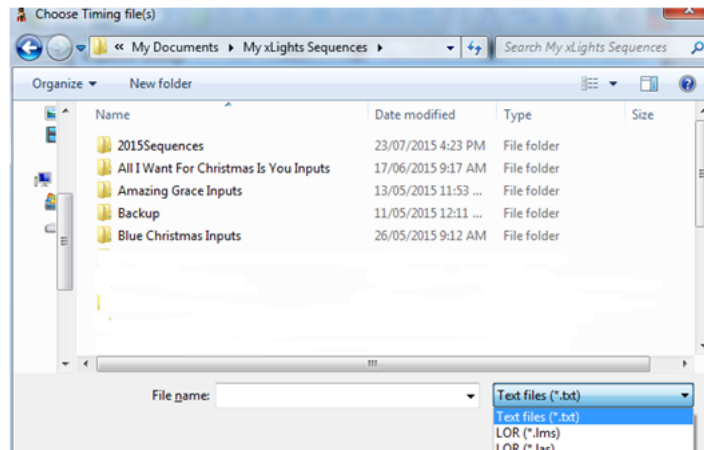 Choose Timing file(s)
« My Documents ▸ My xLights Sequences ▸ Search My xLights Sequences
Organize ▾ New folder
Name Date modified Type Size
2015Sequences 23/07/2015 4:23 PM File folder
All I Want For Christmas Is You Inputs 17/06/2015 9:17 AM File folder
Amazing Grace Inputs 13/05/2015 11:53 ... File folder
Backup 11/05/2015 12:11 ... File folder
Blue Christmas Inputs 26/05/2015 9:12 AM File folder
File name: Text files (*.txt)
Text files (*.txt)
LOR (*.lms)
LOR (*.las)